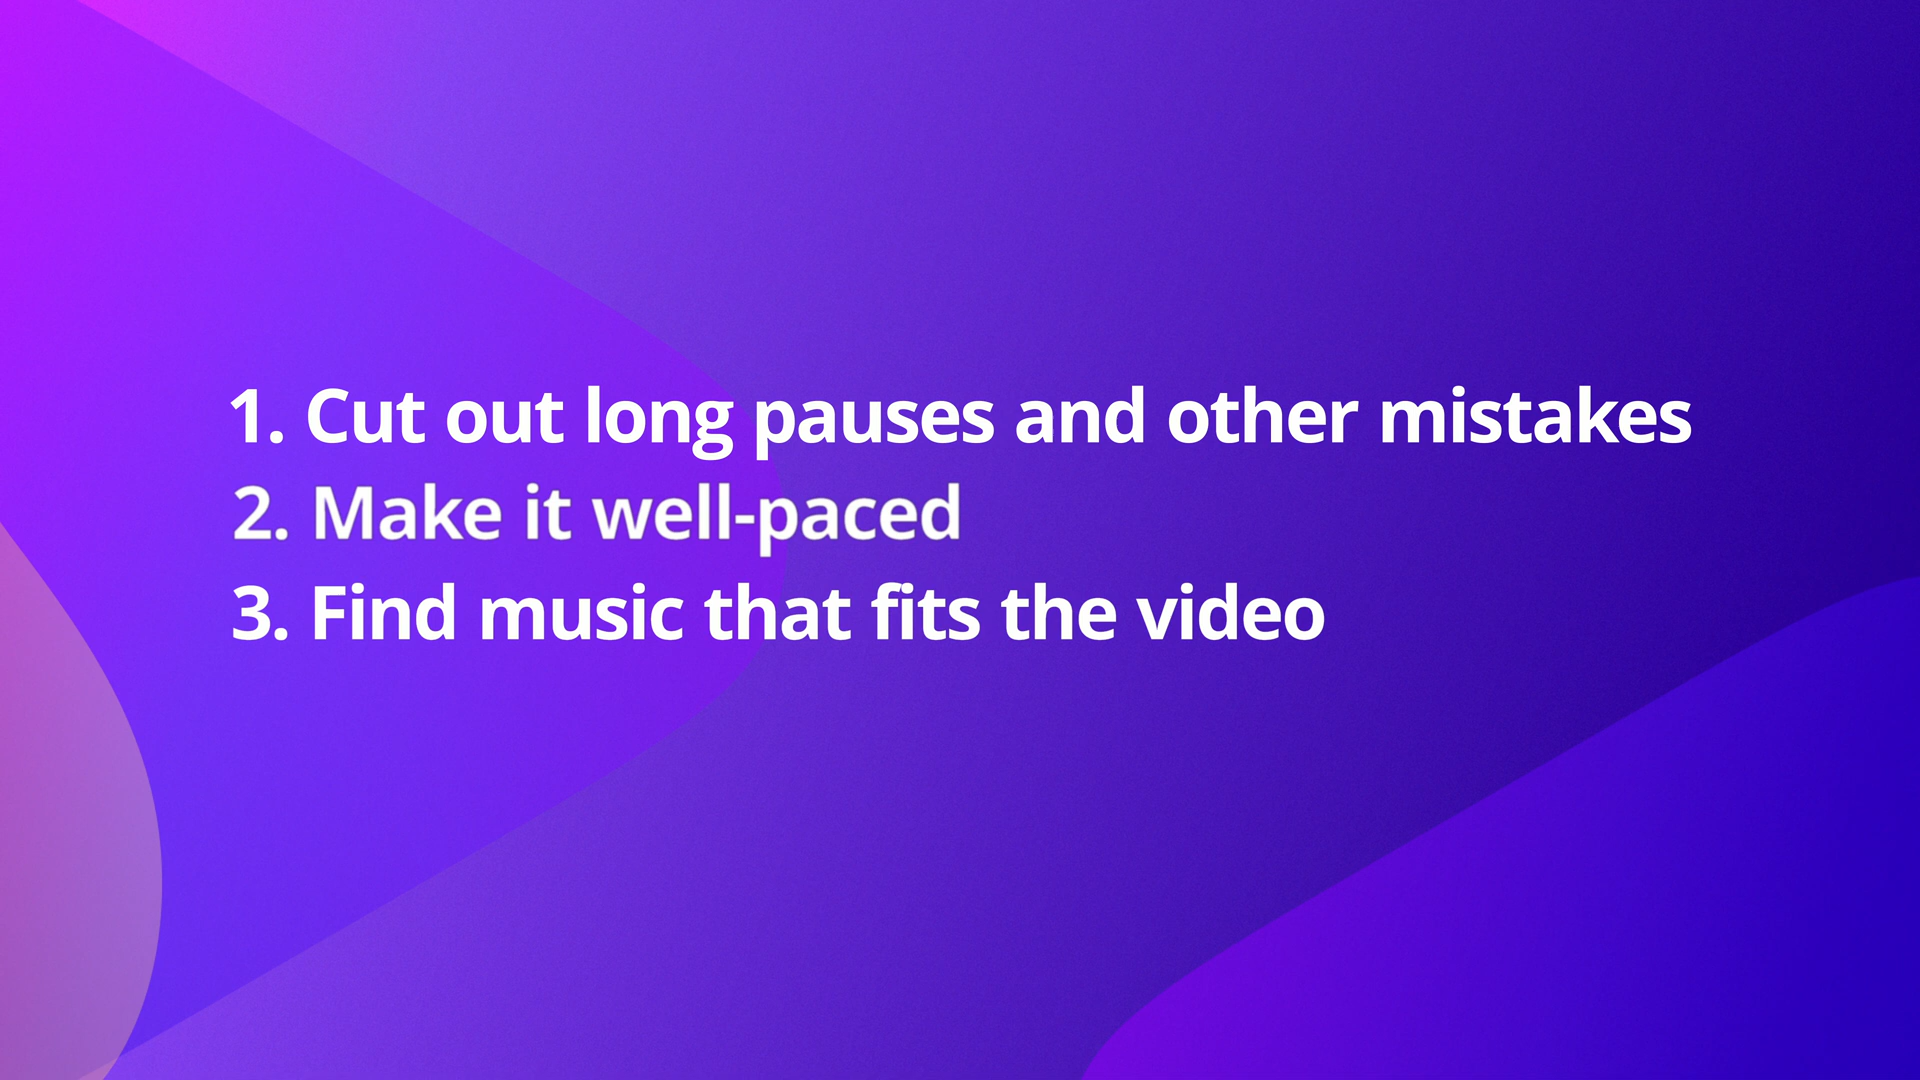 1. Cut out long pauses and other mistakes
2. Make it well-paced
3. Find music that fits the video